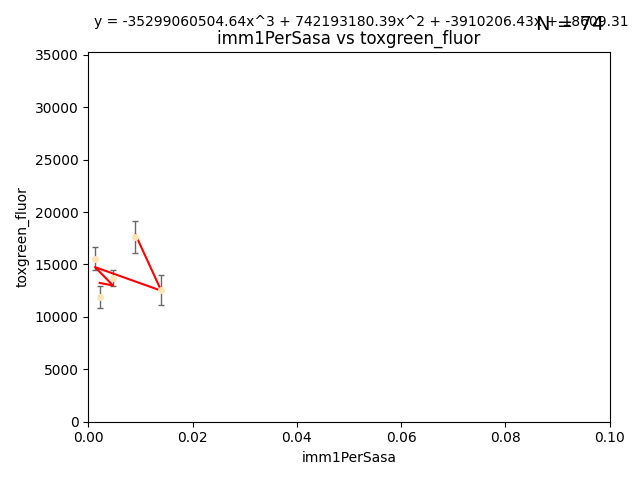 y = -35299060504.64x^3 + 742193180.39x^2 + -3910206.43x + 18609.31
N = 74
imm1PerSasa vs toxgreen_fluor
35000
30000
25000
20000
15000
10000
5000
0
toxgreen_fluor
0.00 0.02 0.04 0.06 0.08 0.10
imm1PerSasa